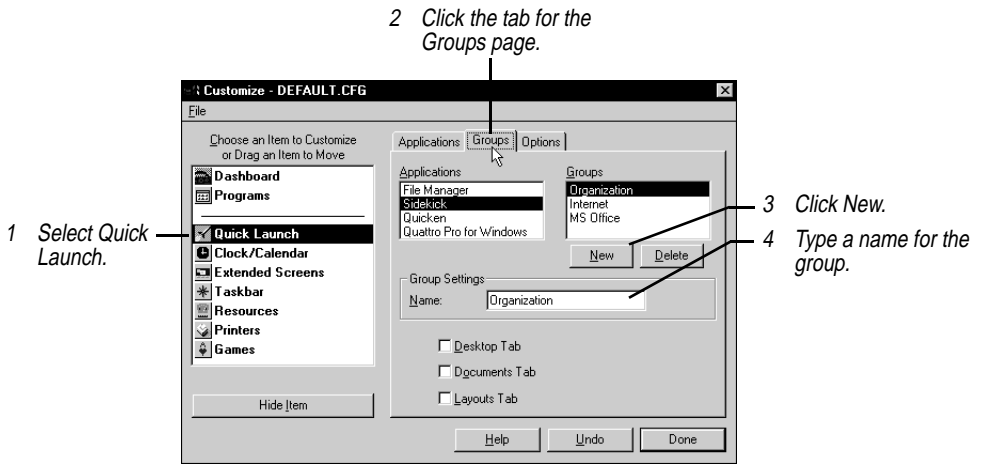 2 Click the tab for the
Groups page.
Customize - DEFAULT.CFG
File
Choose an Item to Customize
or Drag an Item to Move
Dashboard
Programs
Quick Launch
Clock/Calendar
Extended Screens
Taskbar
Resources
Printers
Games
Hide Item
1 Select Quick
Launch.
Applications Groups Options
Applications
File Manager
Sidekick
Quicken
Quattro Pro for Windows
Groups
Organization
Internet
MS Office
New Delete
Group Settings
Name: Organization
Desktop Tab
Documents Tab
Layouts Tab
Help Undo Done
3 Click New.
4 Type a name for the
group.